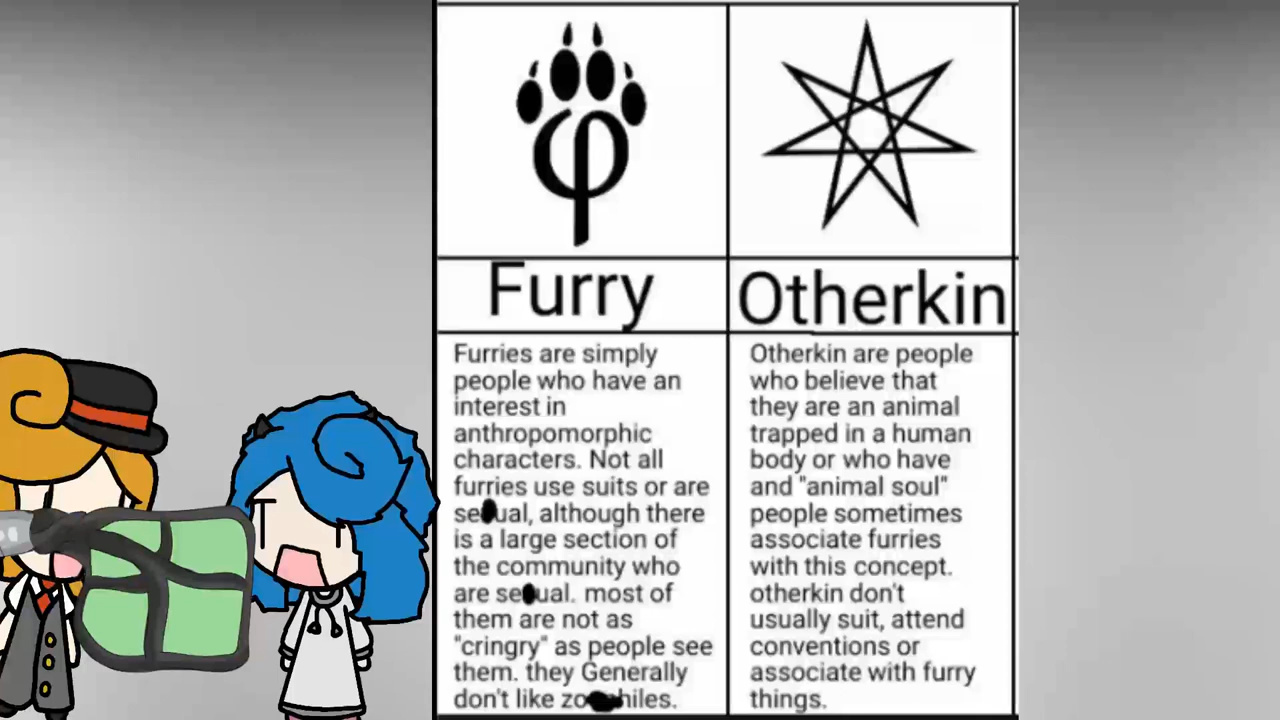 Furry
Otherkin
Furries are simply
people who have an
interest in
anthropomorphic
characters. Not all
furries use suits or are
although there
is a large section of
the community who
are most of
them are not as
"cringry" as people see
them. they Generally
don't like
Otherkin are people
who believe that
they are an animal
trapped in a human
body or who have
and "animal soul"
people sometimes
associate furries
with this concept.
otherkin don't
usually suit, attend
conventions or
associate with furry
things.